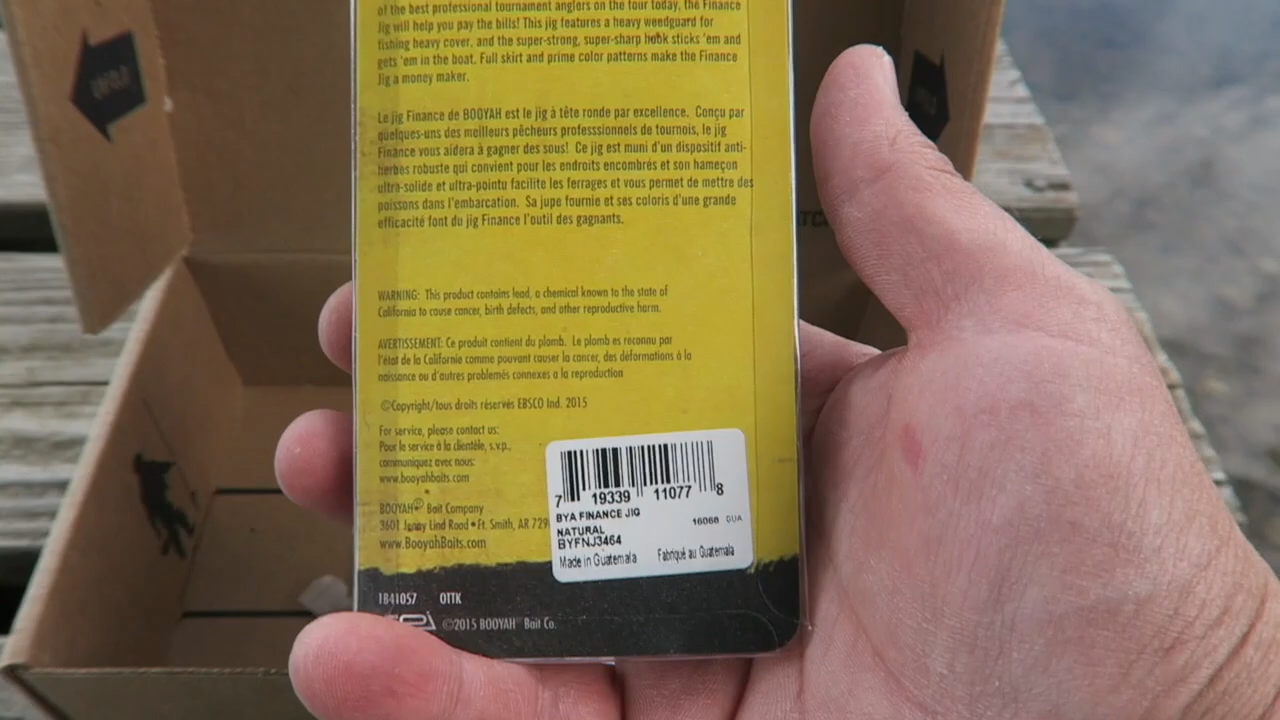 of the best professional tournament anglers on the tour today, the Finance
Jig will help you pay the bills! This jig features a heavy weedguard for
fishing heavy cover, and the super-strong, super-sharp hook sticks 'em and
gets 'em in the boat. Full skirt and prime color patterns make the Finance
Jig a money maker.
Le jig Finance de BOOYAH est le jig à tête ronde par excellence. Conçu par
quelques-uns des meilleurs pêcheurs professsionnels de tournois, le jig
Finance vous aidera à gagner des sous! Ce jig est muni d'un dispositif anti-
herbes robuste qui convient pour les endroits encombrés et son hameçon
ultra-solide et ultra-pointu facilite les ferrages et vous permet de mettre des
poissons dans l'embarcation. Sa jupe fournie et ses coloris d'une grande
efficacité font du jig Finance l'outil des gagnants.
WARNING: This product contains lead, a chemical known to the state of
California to cause cancer, birth defects, and other reproductive harm.
AVERTISSEMENT: Ce produit contient du plomb. Le plomb es reconnu par
l'état de la Californie comme pouvant causer la cancer, des déformations à la
naissance ou d'autres problemés connexes a la reproduction
©Copyright/tous droits réservés EBSCO Ind. 2015
For service, please contact us:
Pour le service à la clientèle, s.v.p.,
communiquez avec nous:
www.booyahbaits.com
BOOYAH® Bait Company
3601 Jenny Lind Road • Ft. Smith, AR 729
www.BooyahBaits.com
7 19339 11077 8
BYA FINANCE JIG
16068 GUA
NATURAL
BYFNJ3464
Made in Guatemala Fabriqué au Guatemala
1841057 OTTK
©2015 BOOYAH Bait Co.